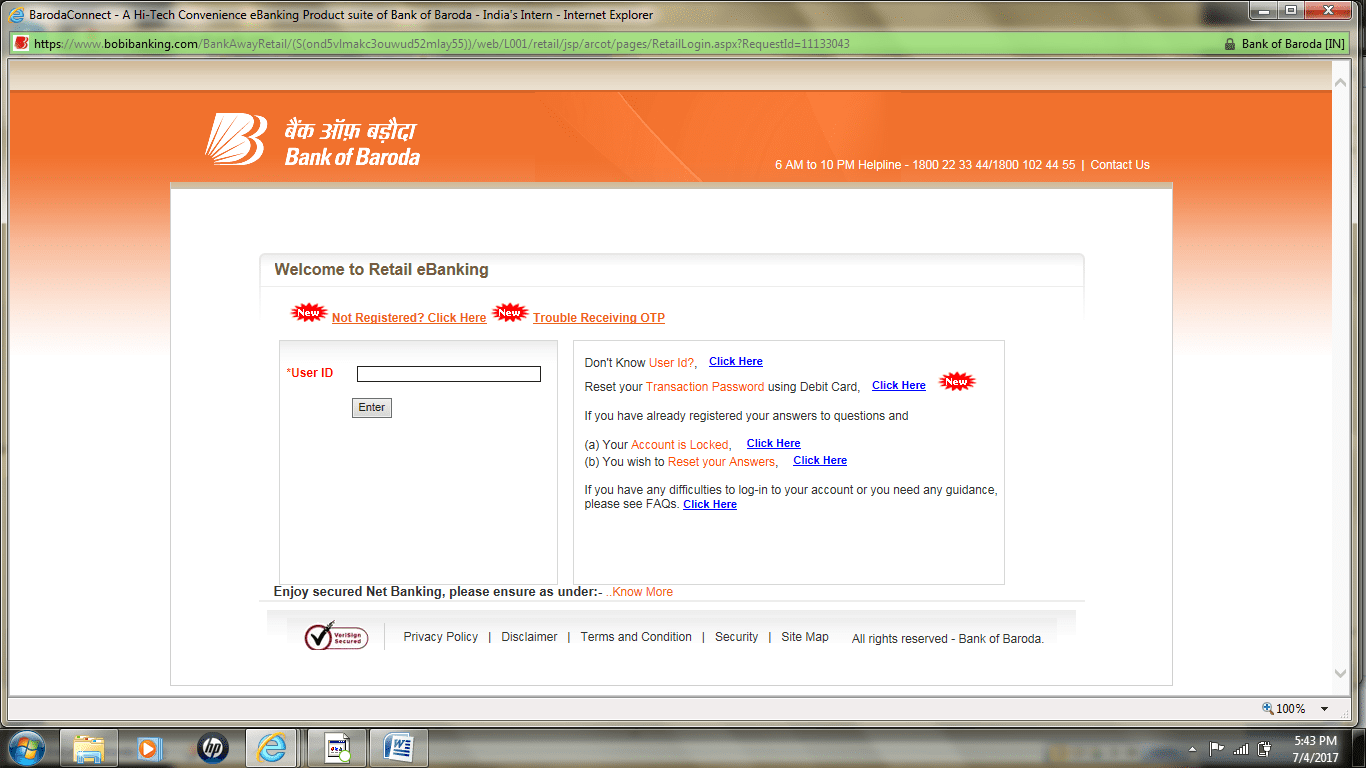 BarodaConnect - A Hi-Tech Convenience eBanking Product suite of Bank of Baroda - India's Intern - Internet Explorer
https://www.bobibanking.com/BankAwayRetail/(S(ond5vlmakc3ouwud52mlay55))/web/L001/retail/jsp/arcot/pages/RetailLogin.aspx?RequestId=11133043 Bank of Baroda [IN]
बैंक ऑफ़ बड़ौदा
Bank of Baroda
6 AM to 10 PM Helpline - 1800 22 33 44/1800 102 44 55 | Contact Us
Welcome to Retail eBanking
New Not Registered? Click Here New Trouble Receiving OTP
*User ID
Enter
Don't Know User Id?, Click Here
Reset your Transaction Password using Debit Card, Click Here New
If you have already registered your answers to questions and
(a) Your Account is Locked, Click Here
(b) You wish to Reset your Answers, Click Here
If you have any difficulties to log-in to your account or you need any guidance,
please see FAQs. Click Here
Enjoy secured Net Banking, please ensure as under:- ..Know More
VeriSign
Secured
Privacy Policy | Disclaimer | Terms and Condition | Security | Site Map All rights reserved - Bank of Baroda.
100%
hp
5:43 PM
7/4/2017